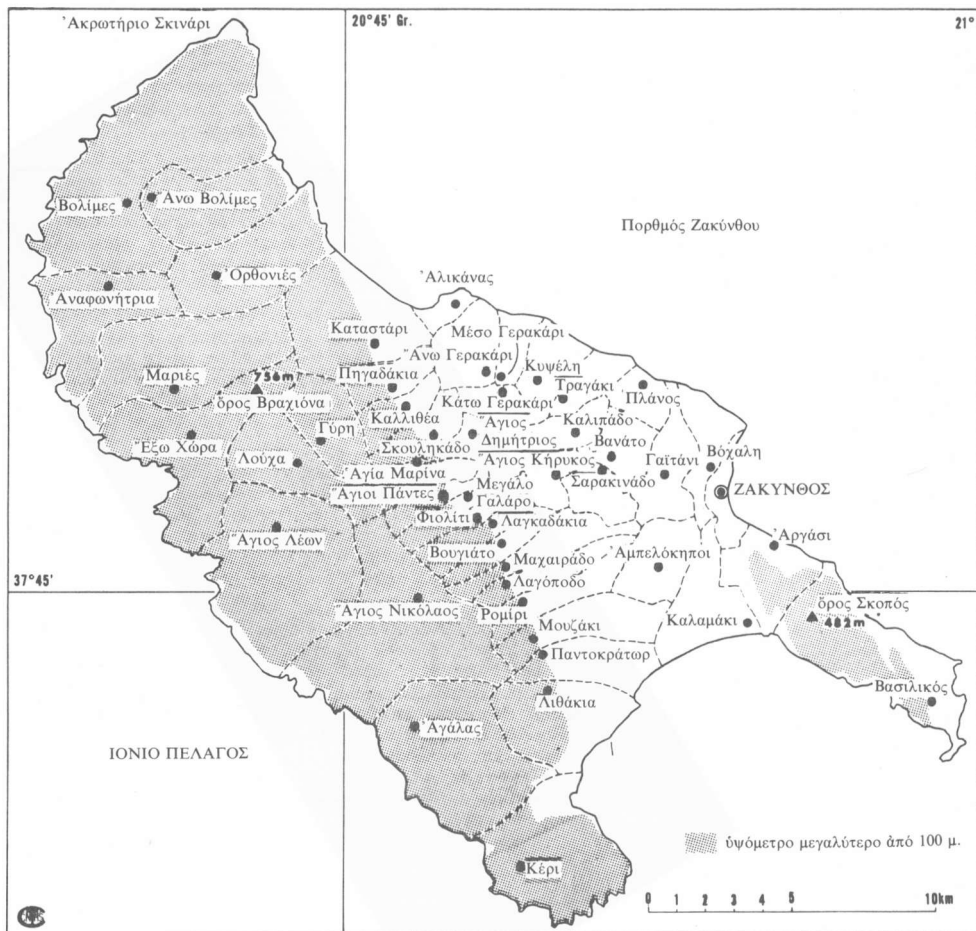 Ἀκρωτήριο Σκινάρι
20°45' Gr.
21°
Βολίμες
Ἄνω Βολίμες
Πορθμός Ζακύνθου
Ὀρθονιές
Ἀναφωνήτρια
Ἀλικάνας
Καταστάρι
Μέσο Γερακάρι
Ἄνω Γερακάρι
Κυψέλη
Πηγαδάκια
Τραγάκι
Πλάνος
Μαριές
756m
ὄρος Βραχιόνα
Κάτω Γερακάρι
Καλλιθέα
Ἅγιος
Δημήτριος
Καλιπάδο
Γύρη
Ἔξω Χώρα
Σκουληκάδο
Βανάτο
Λούχα
Ἁγία Μαρίνα
Ἅγιος Κήρυκος
Γαϊτάνι
Βόχαλη
Σαρακινάδο
Ἅγιοι Πάντες
Μεγάλο
Γαλάρο
ΖΑΚΥΝΘΟΣ
Φιολίτι
Λαγκαδάκια
Ἅγιος Λέων
Ἀργάσι
Βουγιάτο
Μαχαιράδο
Ἀμπελόκηποι
37°45'
Λαγόποδο
Ἅγιος Νικόλαος
Ρομίρι
ὄρος Σκοπός
482m
Μουζάκι
Καλαμάκι
Παντοκράτωρ
Βασιλικός
Λιθάκια
Ἀγάλας
ΙΟΝΙΟ ΠΕΛΑΓΟΣ
ὑψόμετρο μεγαλύτερο ἀπό 100 μ.
Κέρι
0 1 2 3 4 5 10km